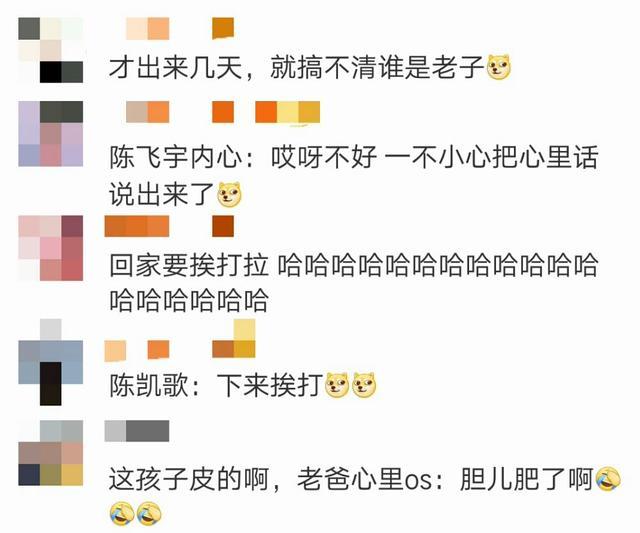 才出来几天，就搞不清谁是老子
陈飞宇内心：哎呀不好 一不小心把心里话
说出来了
回家要挨打拉 哈哈哈哈哈哈哈哈哈哈哈哈
哈哈哈哈哈哈
陈凯歌：下来挨打
这孩子皮的啊，老爸心里os：胆儿肥了啊